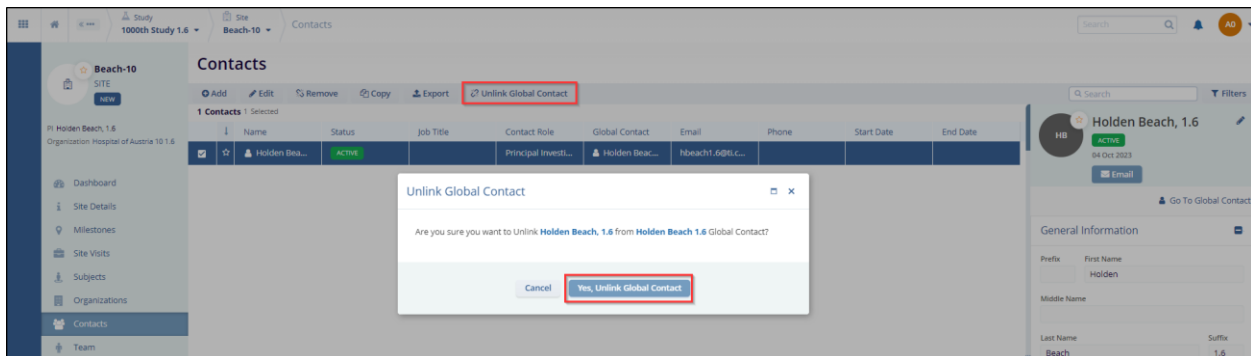 Study
1000th Study 1.6
Site
Beach-10
Contacts
Search
AO
Beach-10
SITE
NEW
PI Holden Beach, 1.6
Organization Hospital of Austria 10 1.6
Dashboard
Site Details
Milestones
Site Visits
Subjects
Organizations
Contacts
Team
Contacts
Add Edit Remove Copy Export Unlink Global Contact
Search
Filters
1 Contacts 1 Selected
Name Status Job Title Contact Role Global Contact Email Phone Start Date End Date
Holden Bea... ACTIVE Principal Investi... Holden Beac... hbeach1.6@ti.c...
Unlink Global Contact
Are you sure you want to Unlink Holden Beach, 1.6 from Holden Beach 1.6 Global Contact?
Cancel Yes, Unlink Global Contact
HB
Holden Beach, 1.6
ACTIVE
04 Oct 2023
Email
Go To Global Contact
General Information
Prefix First Name
Holden
Middle Name
Last Name Suffix
Beach 1.6